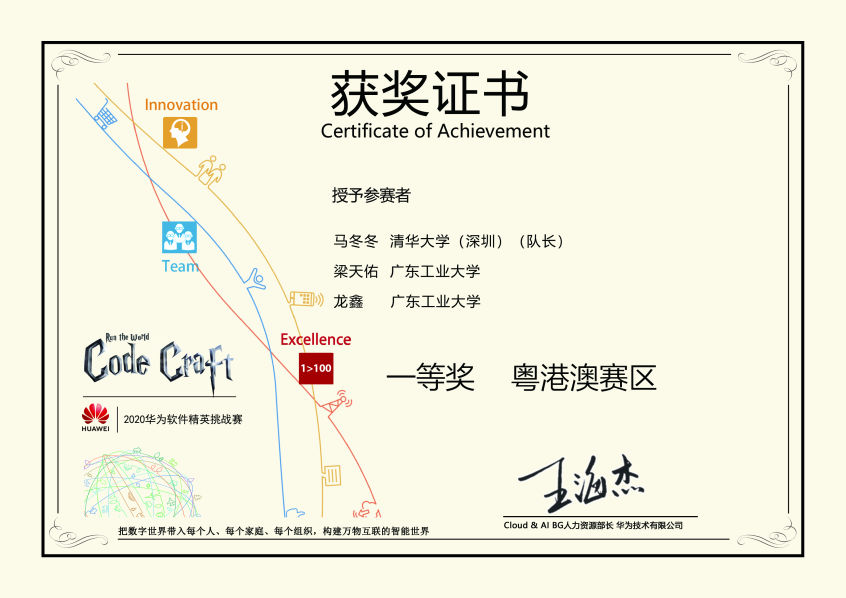 获奖证书
Certificate of Achievement
Innovation
授予参赛者
马冬冬 清华大学（深圳）（队长）
梁天佑 广东工业大学
龙鑫 广东工业大学
Team
Excellence
1>100
Run the World
Code Craft
一等奖 粤港澳赛区
HUAWEI
2020华为软件精英挑战赛
王海杰
Cloud & AI BG人力资源部长 华为技术有限公司
把数字世界带入每个人、每个家庭、每个组织，构建万物互联的智能世界